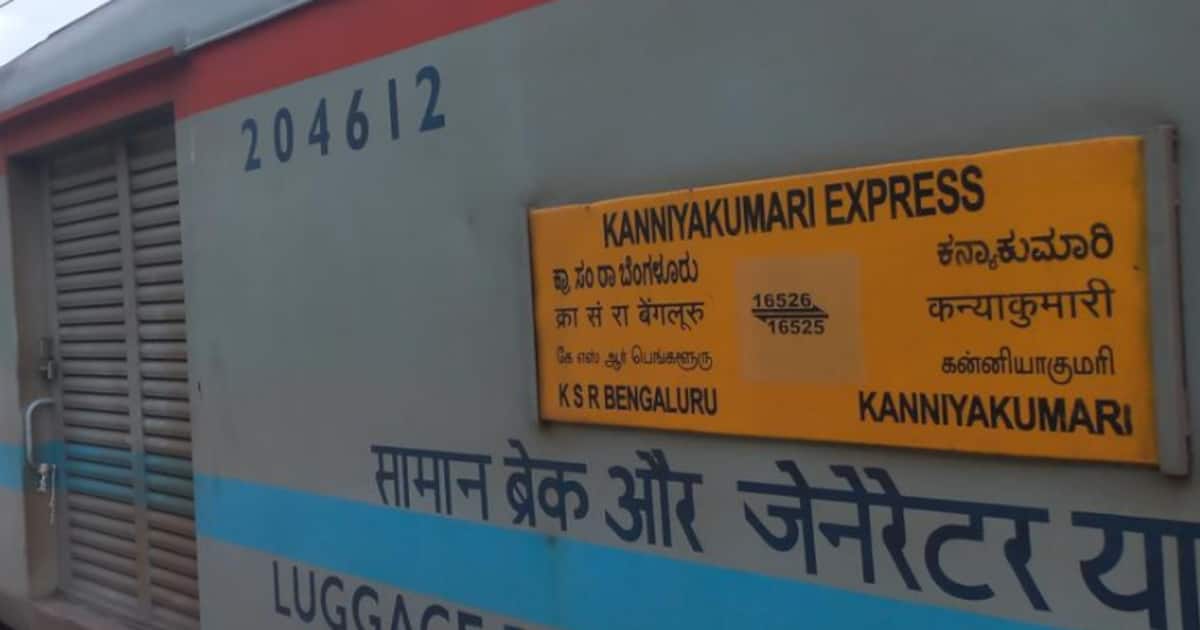 204612
KANNIYAKUMARI EXPRESS
ಕ್ರಾ ಸಂ ರಾ ಬೆಂಗಳೂರು
क्रा सं रा बेंगलूरु
கே எஸ் ஆர் பெங்களூரு
K S R BENGALURU
16526
16525
ಕನ್ಯಾಕುಮಾರಿ
कन्याकुमारी
கன்னியாகுமரி
KANNIYAKUMARI
सामान ब्रेक और जेनेरेटर
LUGGAGE